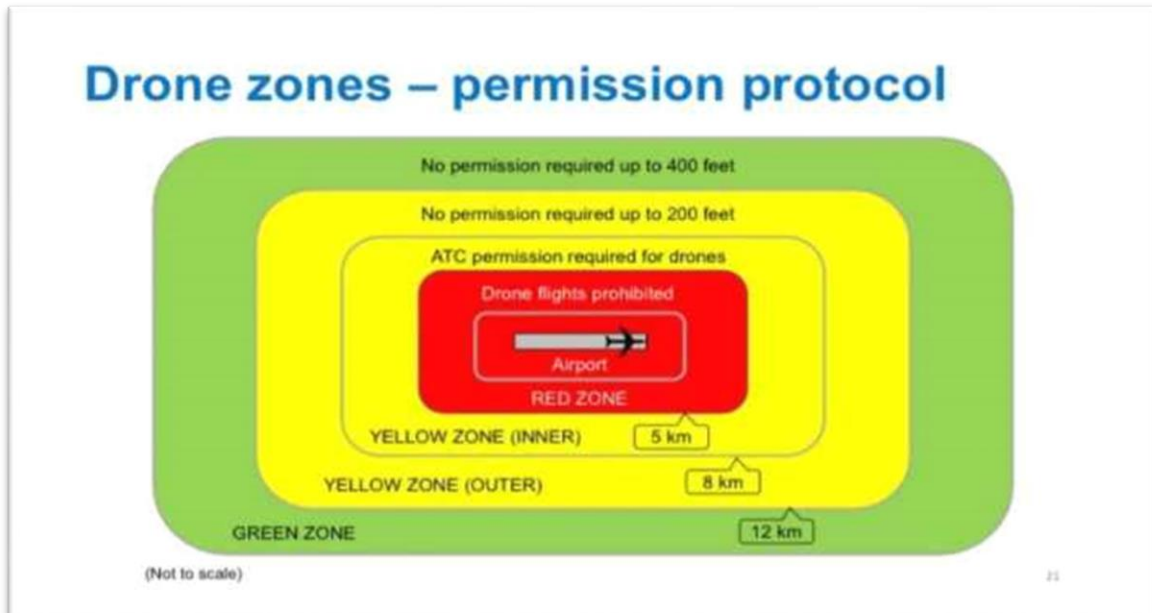 Drone zones – permission protocol
No permission required up to 400 feet
No permission required up to 200 feet
ATC permission required for drones
Drone flights prohibited
Airport
RED ZONE
YELLOW ZONE (INNER)
5 km
YELLOW ZONE (OUTER)
8 km
GREEN ZONE
12 km
(Not to scale)
21